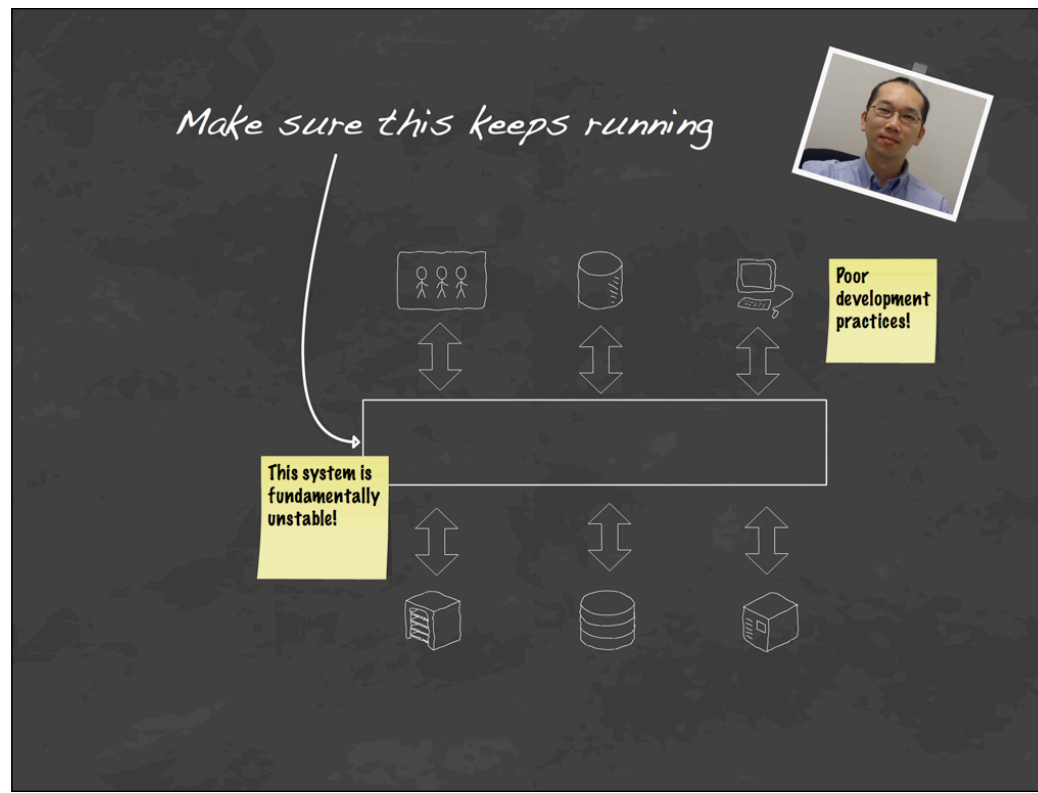 Make sure this keeps running
Poor
development
practices!
This system is
fundamentally
unstable!